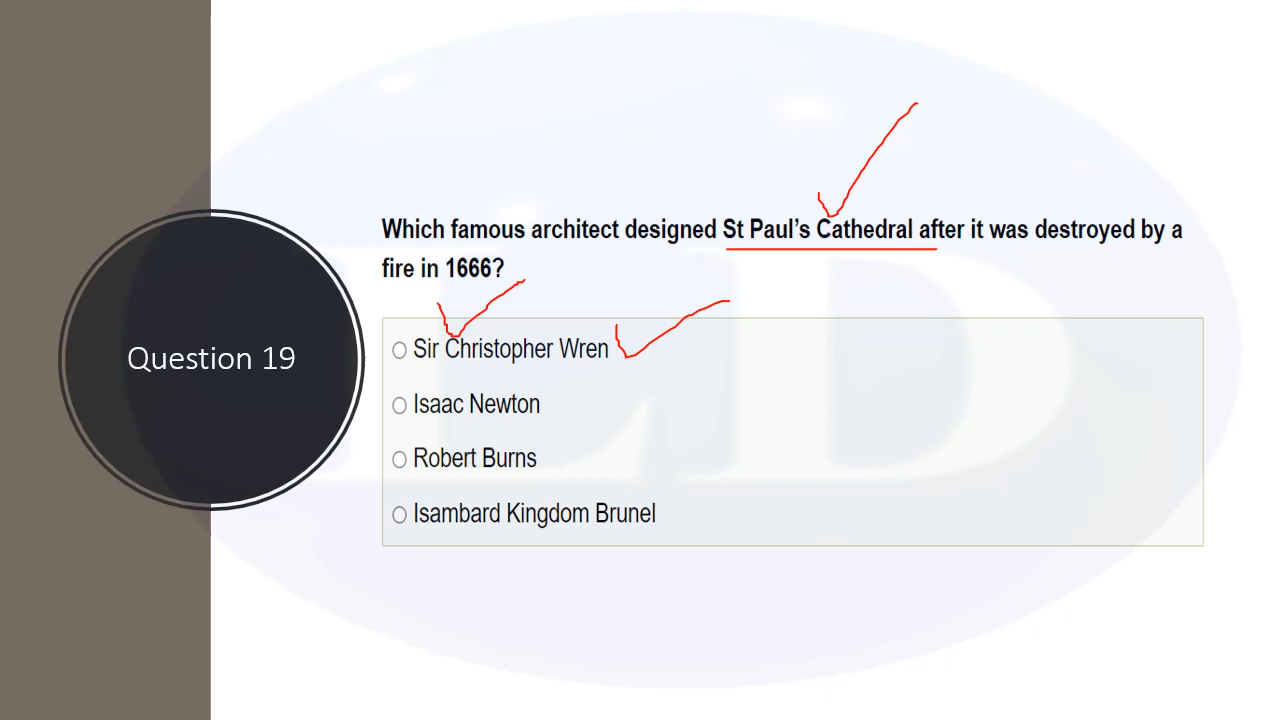 Which famous architect designed St Paul’s Cathedral after it was destroyed by a
fire in 1666?
Question 19
Sir Christopher Wren
Isaac Newton
Robert Burns
Isambard Kingdom Brunel
LED